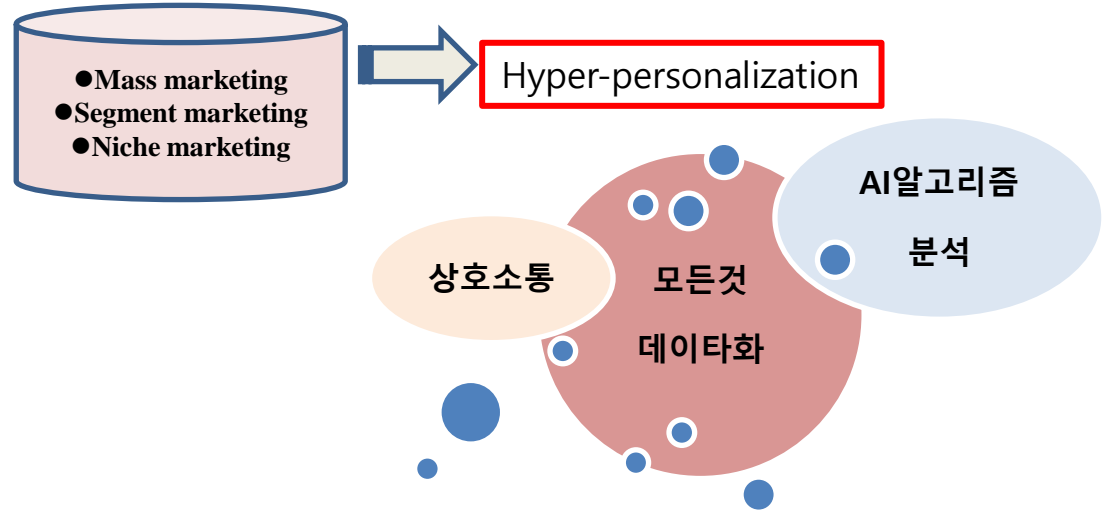 ●Mass marketing
●Segment marketing
●Niche marketing
Hyper-personalization
AI알고리즘
분석
상호소통
모든것
데이타화